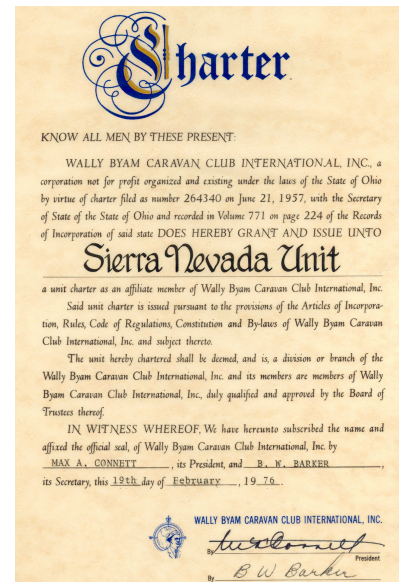 Charter
KNOW ALL MEN BY THESE PRESENT:
WALLY BYAM CARAVAN CLUB INTERNATIONAL, INC., a
corporation not for profit organized and existing under the laws of the State of Ohio
by virtue of charter filed as number 264340 on June 21, 1957, with the Secretary
of State of the State of Ohio and recorded in Volume 771 on page 224 of the Records
of Incorporation of said state DOES HEREBY GRANT AND ISSUE UNTO
Sierra Nevada Unit
a unit charter as an affiliate member of Wally Byam Caravan Club International, Inc.
Said unit charter is issued pursuant to the provisions of the Articles of Incorpora-
tion, Rules, Code of Regulations, Constitution and By-laws of Wally Byam Caravan
Club International, Inc. and subject thereto.
The unit hereby chartered shall be deemed, and is, a division or branch of the
Wally Byam Caravan Club International, Inc. and its members are members of Wally
Byam Caravan Club International, Inc., duly qualified and approved by the Board of
Trustees thereof.
IN WITNESS WHEREOF, We have hereunto subscribed the name and
affixed the official seal, of Wally Byam Caravan Club International, Inc. by
MAX A. CONNETT, its President, and B. W. BARKER,
its Secretary, this 19th day of February, 1976.
WALLY BYAM CARAVAN CLUB INTERNATIONAL, INC.
By
President
By B W Barker